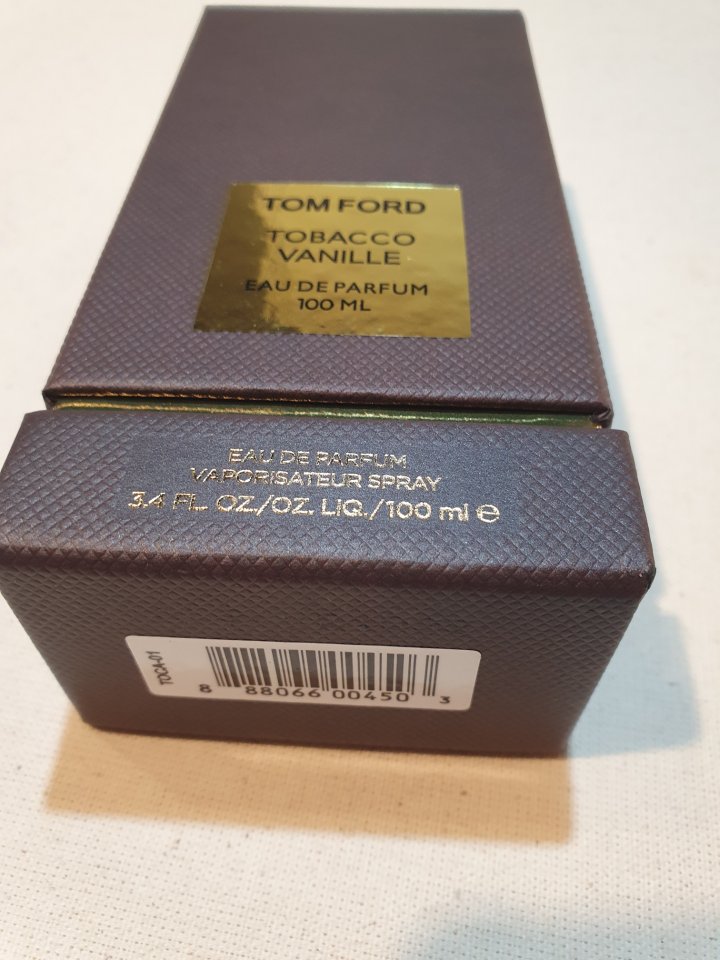 TOM FORD
TOBACCO
VANILLE
EAU DE PARFUM
100 ML
EAU DE PARFUM
VAPORISATEUR SPRAY
3.4 FL. OZ./OZ. LIQ./100 ml ℮
TOCA-01
8 88066 00450 3